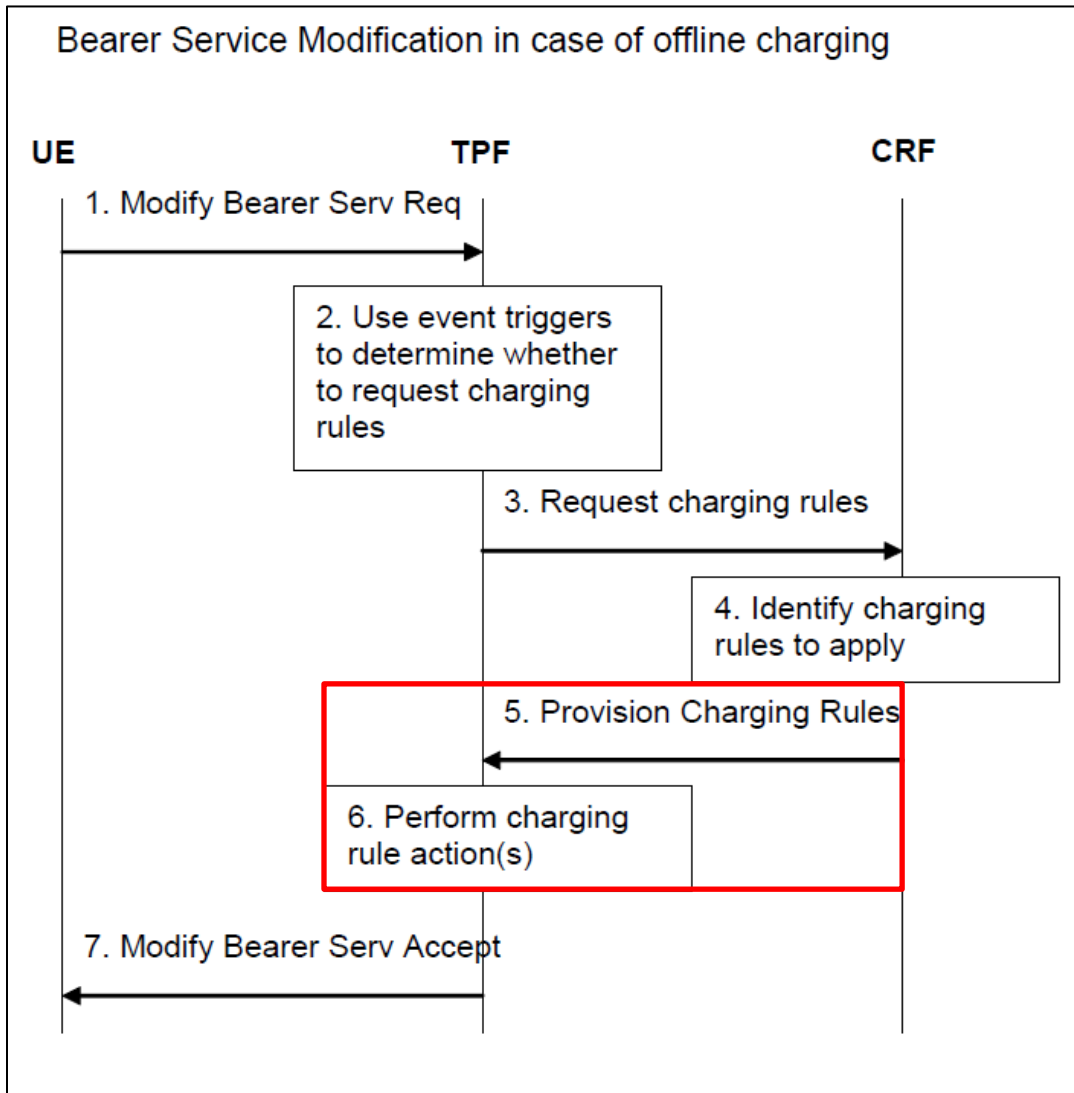 Bearer Service Modification in case of offline charging
UE
TPF
CRF
1. Modify Bearer Serv Req
2. Use event triggers
to determine whether
to request charging
rules
3. Request charging rules
4. Identify charging
rules to apply
5. Provision Charging Rules
6. Perform charging
rule action(s)
7. Modify Bearer Serv Accept